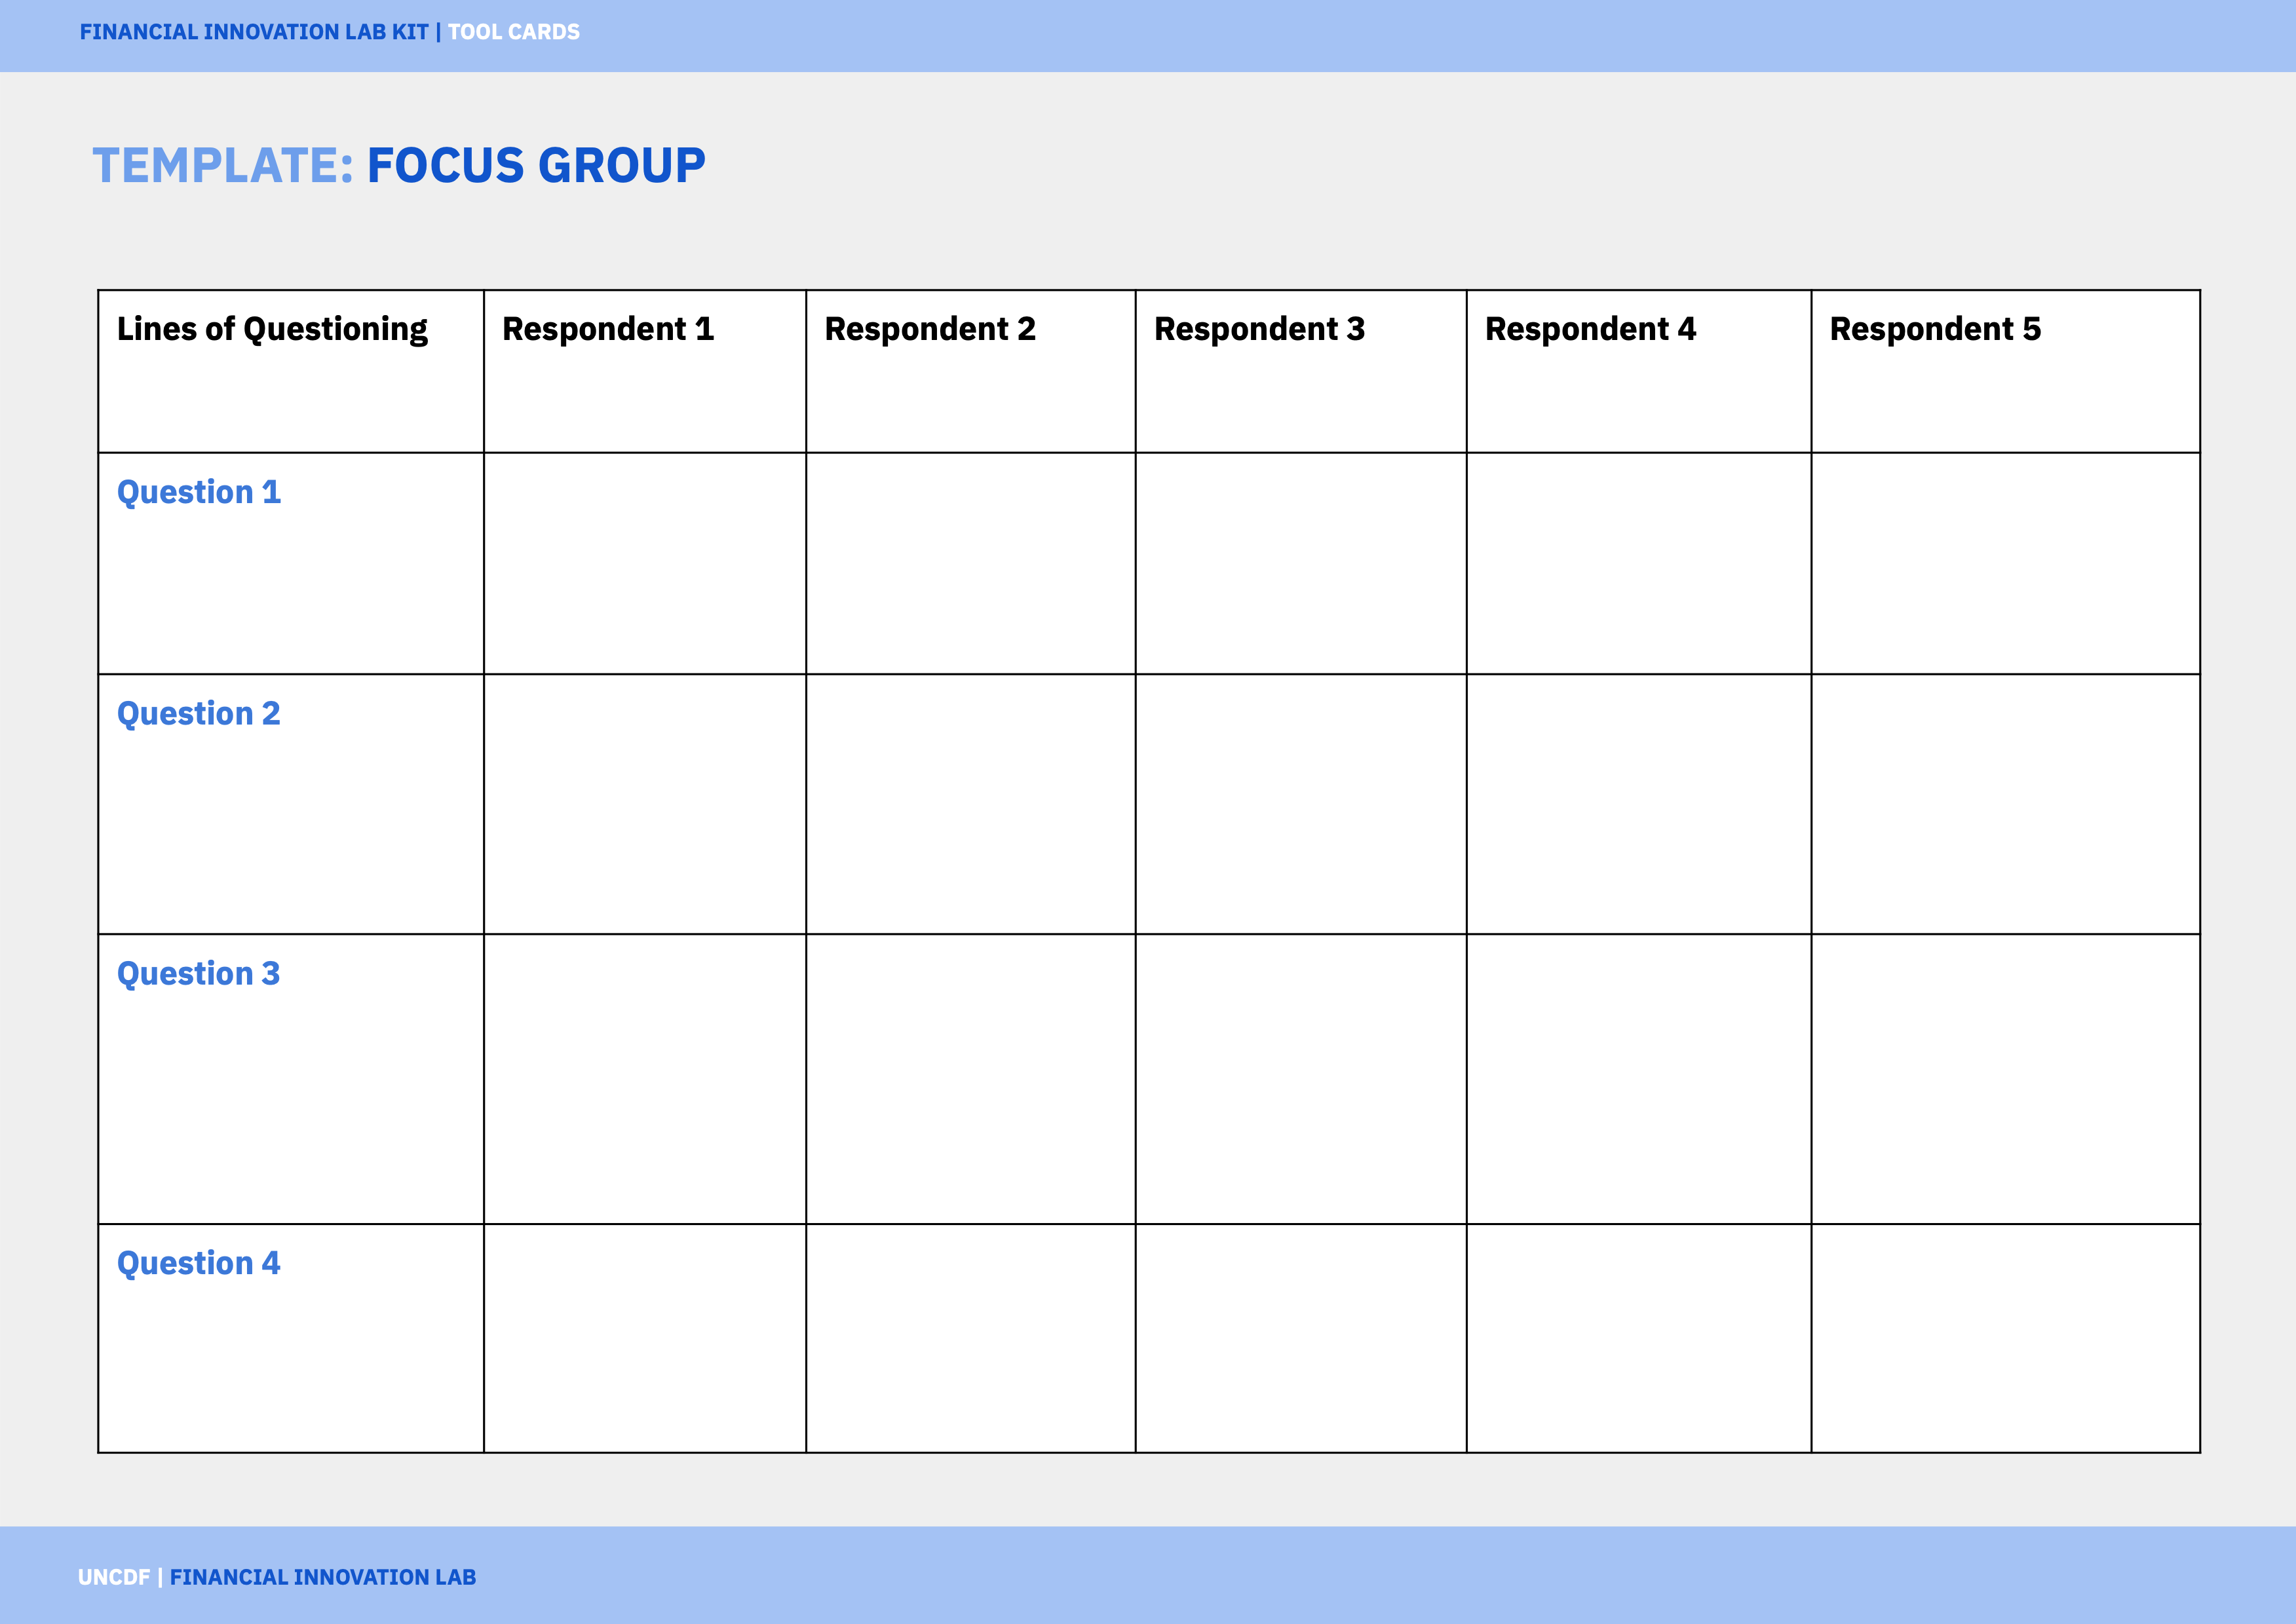 FINANCIAL INNOVATION LAB KIT | TOOL CARDS
TEMPLATE: FOCUS GROUP
Lines of Questioning Respondent 1 Respondent 2 Respondent 3 Respondent 4 Respondent 5
Question 1
Question 2
Question 3
Question 4
UNCDF | FINANCIAL INNOVATION LAB